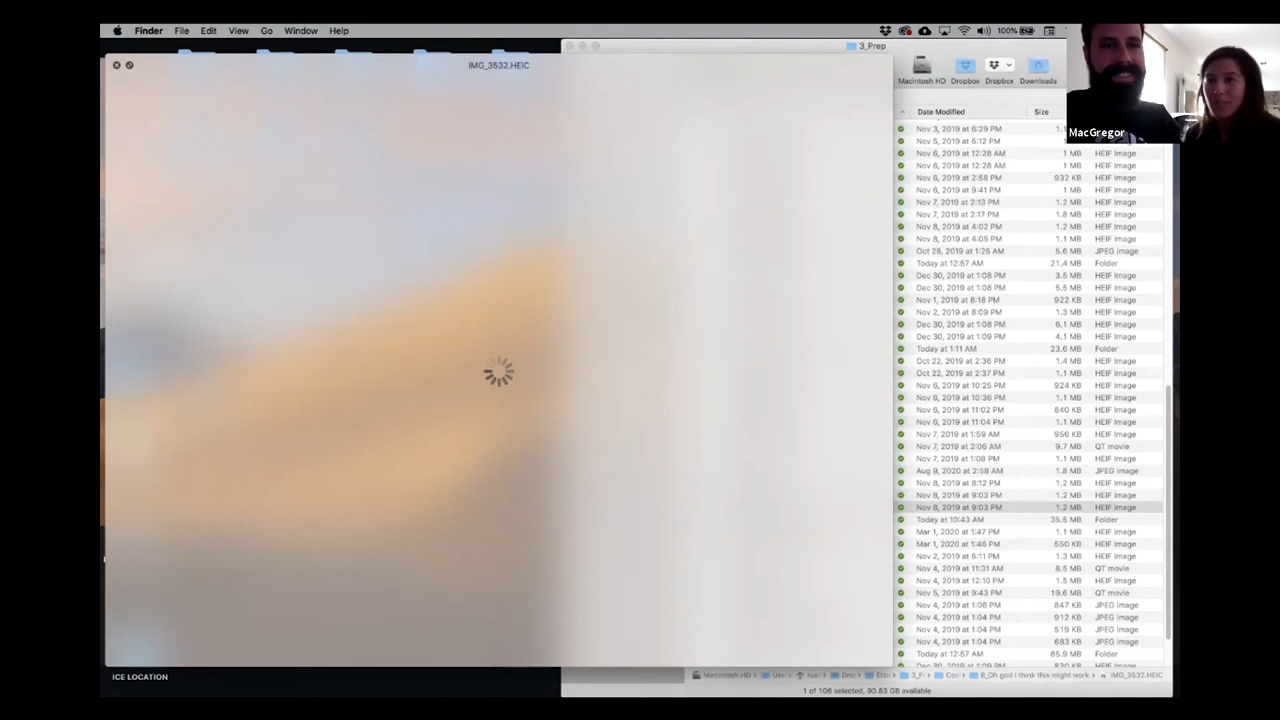 Finder File Edit View Go Window Help 100%
3_Prep
IMG_3532.HEIC
Macintosh HD Dropbox Dropbox Downloads
MacGregor
Date Modified Size
Nov 3, 2019 at 6:29 PM HEIF Image
Nov 5, 2019 at 6:12 PM HEIF Image
Nov 6, 2019 at 12:28 AM 1 MB HEIF Image
Nov 6, 2019 at 12:28 AM 1 MB HEIF Image
Nov 6, 2019 at 2:58 PM 932 KB HEIF Image
Nov 6, 2019 at 9:41 PM 1 MB HEIF Image
Nov 7, 2019 at 2:13 PM 1.2 MB HEIF Image
Nov 7, 2019 at 2:17 PM 1.8 MB HEIF Image
Nov 8, 2019 at 4:02 PM 1.2 MB HEIF Image
Nov 8, 2019 at 4:05 PM 1.1 MB HEIF Image
Oct 28, 2019 at 1:25 AM 5.6 MB JPEG image
Today at 12:57 AM 21.4 MB Folder
Dec 30, 2019 at 1:08 PM 3.5 MB HEIF Image
Dec 30, 2019 at 1:08 PM 5.5 MB HEIF Image
Nov 1, 2019 at 8:18 PM 922 KB HEIF Image
Nov 2, 2019 at 8:09 PM 1.3 MB HEIF Image
Dec 30, 2019 at 1:08 PM 6.1 MB HEIF Image
Dec 30, 2019 at 1:09 PM 4.1 MB HEIF Image
Today at 1:11 AM 23.6 MB Folder
Oct 22, 2019 at 2:36 PM 1.4 MB HEIF Image
Oct 22, 2019 at 2:37 PM 1.1 MB HEIF Image
Nov 6, 2019 at 10:25 PM 924 KB HEIF Image
Nov 6, 2019 at 10:36 PM 1.1 MB HEIF Image
Nov 6, 2019 at 11:02 PM 840 KB HEIF Image
Nov 6, 2019 at 11:04 PM 1.1 MB HEIF Image
Nov 7, 2019 at 1:59 AM 956 KB HEIF Image
Nov 7, 2019 at 2:06 AM 9.7 MB QT movie
Nov 7, 2019 at 1:08 PM 1.1 MB HEIF Image
Aug 9, 2020 at 2:58 AM 1.8 MB JPEG image
Nov 8, 2019 at 8:12 PM 1.2 MB HEIF Image
Nov 8, 2019 at 9:03 PM 1.2 MB HEIF Image
Nov 8, 2019 at 9:03 PM 1.2 MB HEIF Image
Today at 10:43 AM 35.5 MB Folder
Mar 1, 2020 at 1:47 PM 1.1 MB HEIF Image
Mar 1, 2020 at 1:46 PM 550 KB HEIF Image
Nov 2, 2019 at 6:11 PM 1.3 MB HEIF Image
Nov 4, 2019 at 11:31 AM 8.5 MB QT movie
Nov 4, 2019 at 12:10 PM 1.5 MB HEIF Image
Nov 5, 2019 at 9:43 PM 19.6 MB QT movie
Nov 4, 2019 at 1:06 PM 847 KB JPEG image
Nov 4, 2019 at 1:04 PM 912 KB JPEG image
Nov 4, 2019 at 1:04 PM 519 KB JPEG image
Nov 4, 2019 at 1:04 PM 683 KB JPEG image
Today at 12:57 AM 85.9 MB Folder
Dec 30, 2019 at 1:09 PM HEIF Image
ICE LOCATION
Macintosh HD 8_Oh god I think this might work IMG_3532.HEIC
1 of 106 selected, 90.83 GB available